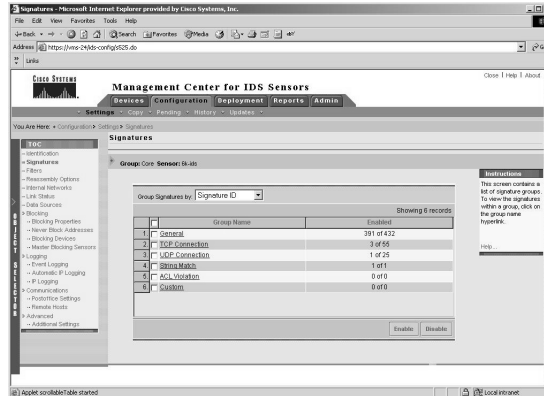 Signatures - Microsoft Internet Explorer provided by Cisco Systems, Inc.
File Edit View Favorites Tools Help
Back Search Favorites Media
Address https://vms-24/ids-config/s525.do Go
Links
Close | Help | About
CISCO SYSTEMS
Management Center for IDS Sensors
Devices Configuration Deployment Reports Admin
Settings Copy Pending History Updates
You Are Here: Configuration > Settings > Signatures
TOC
Identification
Signatures
Filters
Reassembly Options
Internal Networks
Link Status
Data Sources
Blocking
Blocking Properties
Never Block Addresses
Blocking Devices
Master Blocking Sensors
Logging
Event Logging
Automatic IP Logging
IP Logging
Communications
Postoffice Settings
Remote Hosts
Advanced
Additional Settings
OBJECT SELECTOR
Signatures
Group: Core Sensor: 6k-ids
Group Signatures by: Signature ID
Showing 6 records
Group Name Enabled
1. General 391 of 432
2. TCP Connection 3 of 55
3. UDP Connection 1 of 25
4. String Match 1 of 1
5. ACL Violation 0 of 0
6. Custom 0 of 0
Enable Disable
Instructions
This screen contains a
list of signature groups.
To view the signatures
within a group, click on
the group name
hyperlink.
Help...
Applet scrollableTable started
Local intranet